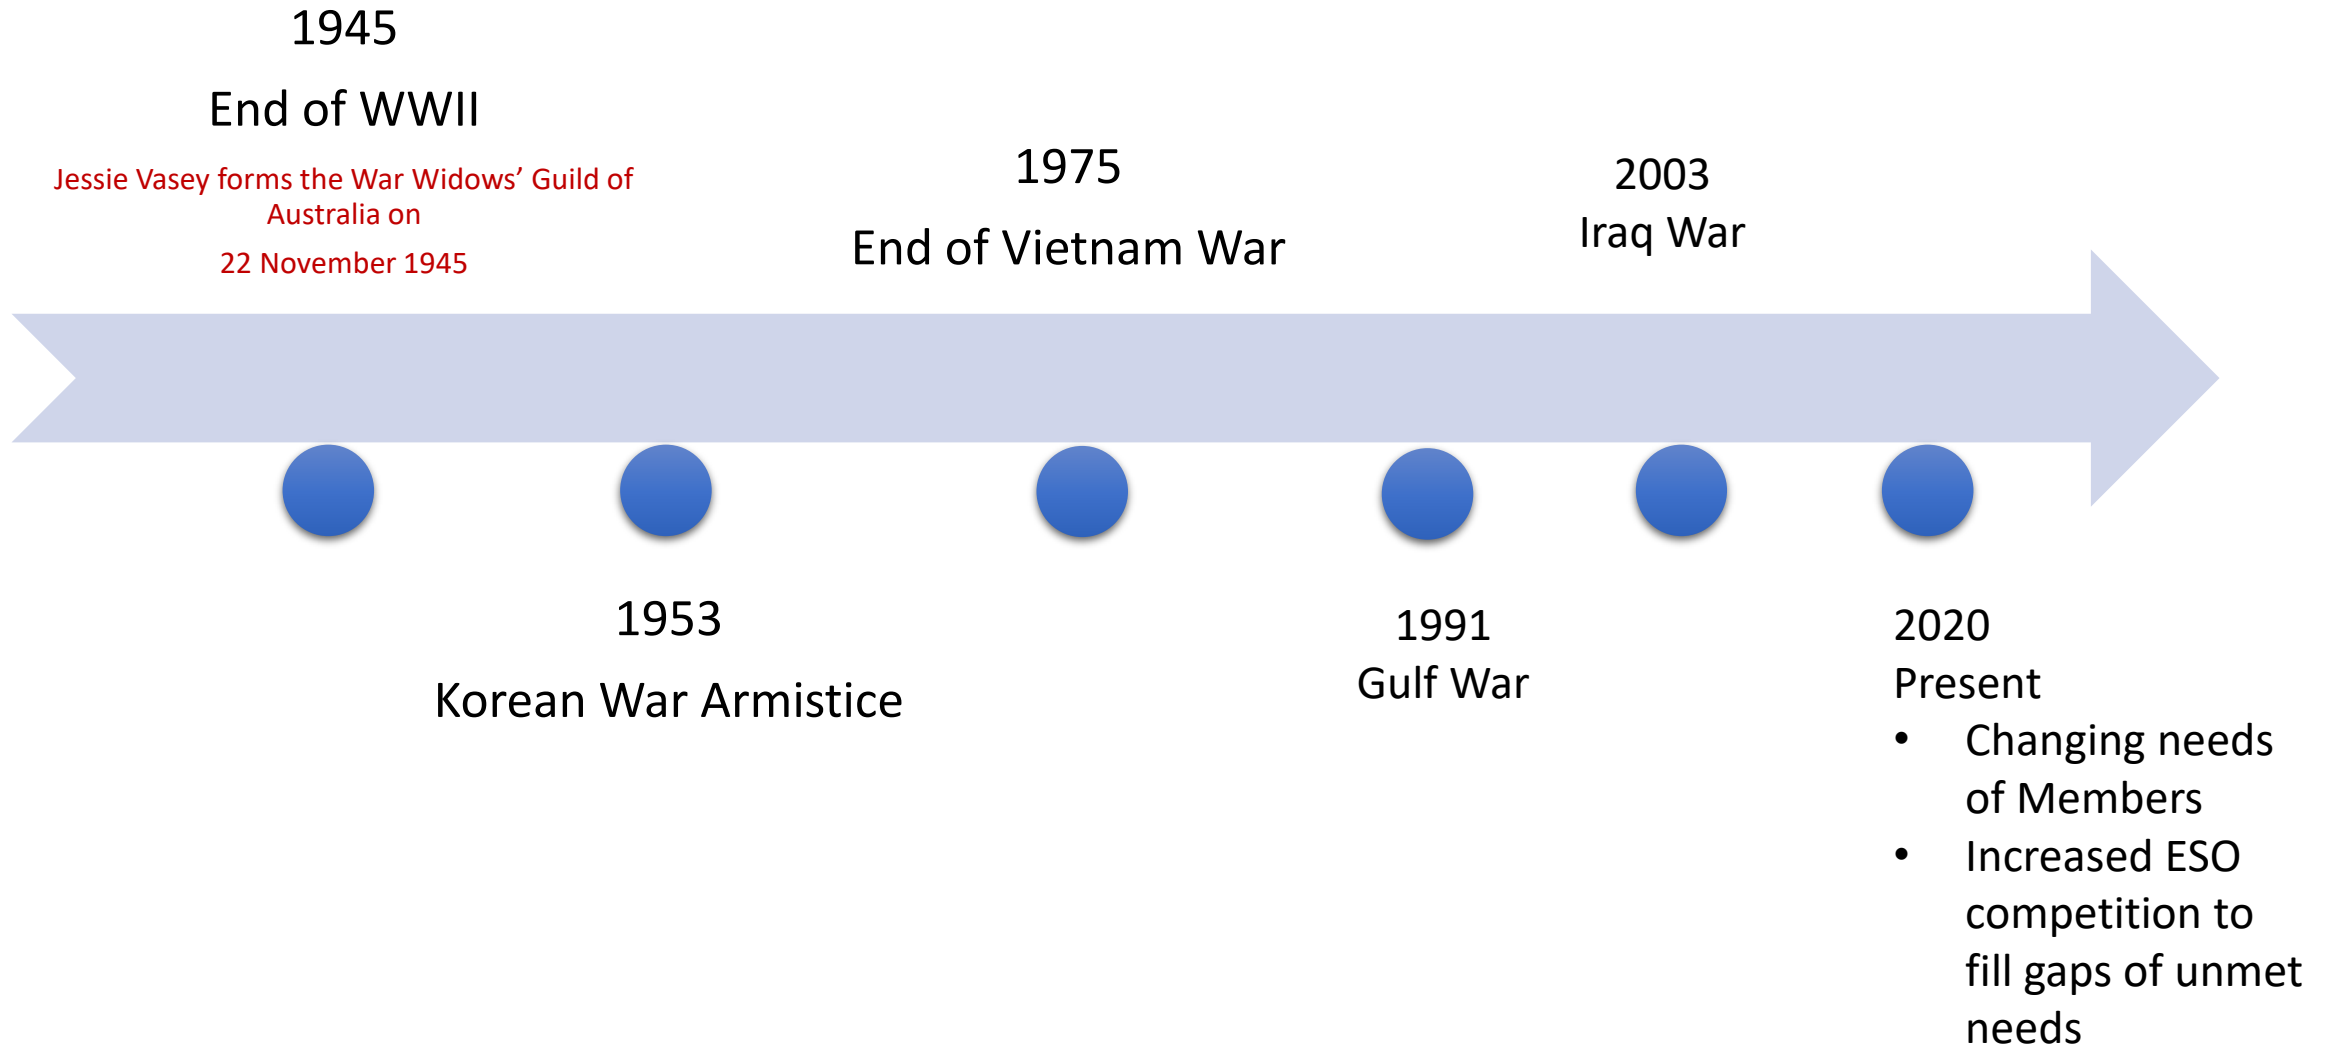 1945
End of WWII
Jessie Vasey forms the War Widows’ Guild of
Australia on
22 November 1945
1953
Korean War Armistice
1975
End of Vietnam War
1991
Gulf War
2003
Iraq War
2020
Present
• Changing needs
of Members
• Increased ESO
competition to
fill gaps of unmet
needs